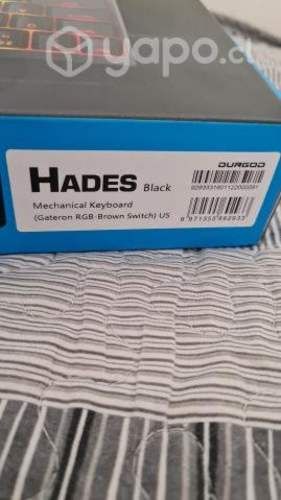 yapo.cl
DURGOD
HADES Black
Mechanical Keyboard
(Gateron RGB-Brown Switch) US